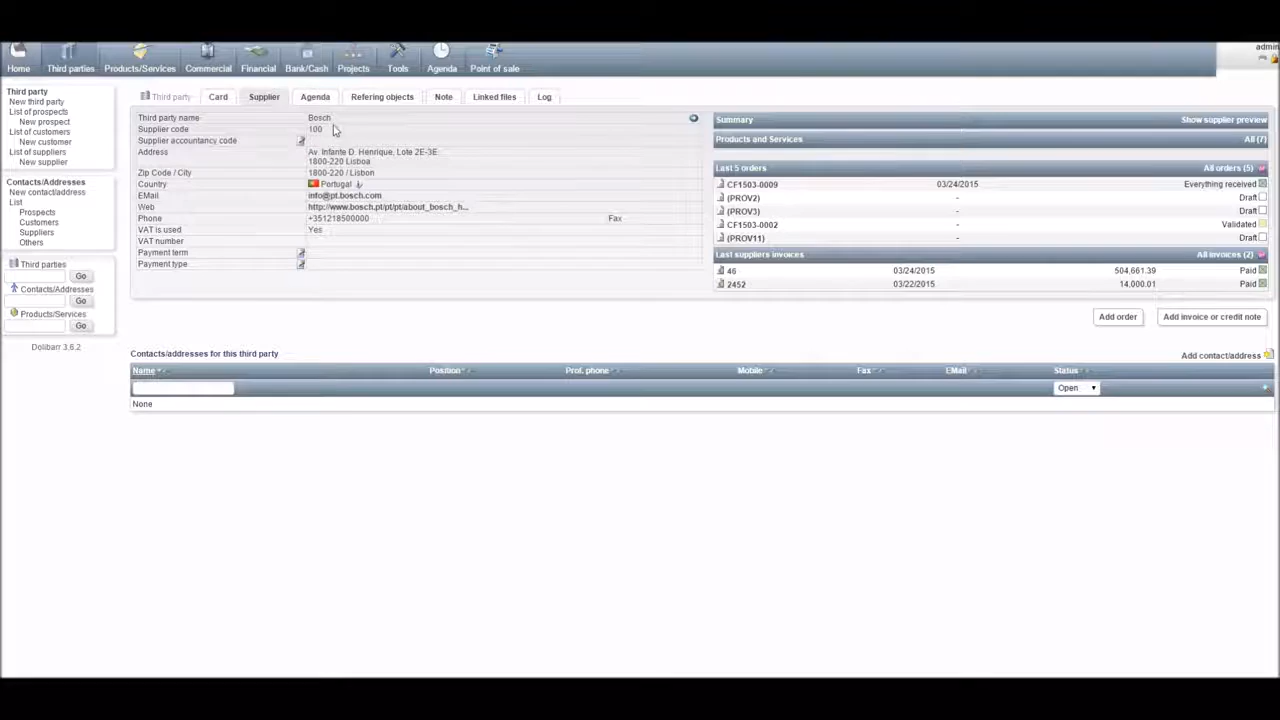 admin
Home Third parties Products/Services Commercial Financial Bank/Cash Projects Tools Agenda Point of sale
Third party
New third party
List of prospects
New prospect
List of customers
New customer
List of suppliers
New supplier
Contacts/Addresses
New contact/address
List
Prospects
Customers
Suppliers
Others
Third parties
Go
Contacts/Addresses
Go
Products/Services
Go
Dolibarr 3.6.2
Third party Card Supplier Agenda Refering objects Note Linked files Log
Third party name Bosch
Supplier code 100
Supplier accountancy code
Address Av. Infante D. Henrique, Lote 2E-3E
1800-220 Lisboa
Zip Code / City 1800-220 / Lisbon
Country Portugal
EMail info@pt.bosch.com
Web http://www.bosch.pt/pt/pt/about_bosch_h...
Phone +351218500000 Fax
VAT is used Yes
VAT number
Payment term
Payment type
Summary Show supplier preview
Products and Services All (7)
Last 5 orders All orders (5)
CF1503-0009 03/24/2015 Everything received
(PROV2) - Draft
(PROV3) - Draft
CF1503-0002 - Validated
(PROV11) - Draft
Last suppliers invoices All invoices (2)
46 03/24/2015 504,661.39 Paid
2452 03/22/2015 14,000.01 Paid
Add order Add invoice or credit note
Contacts/addresses for this third party Add contact/address
Name Position Prof. phone Mobile Fax EMail Status
Open
None